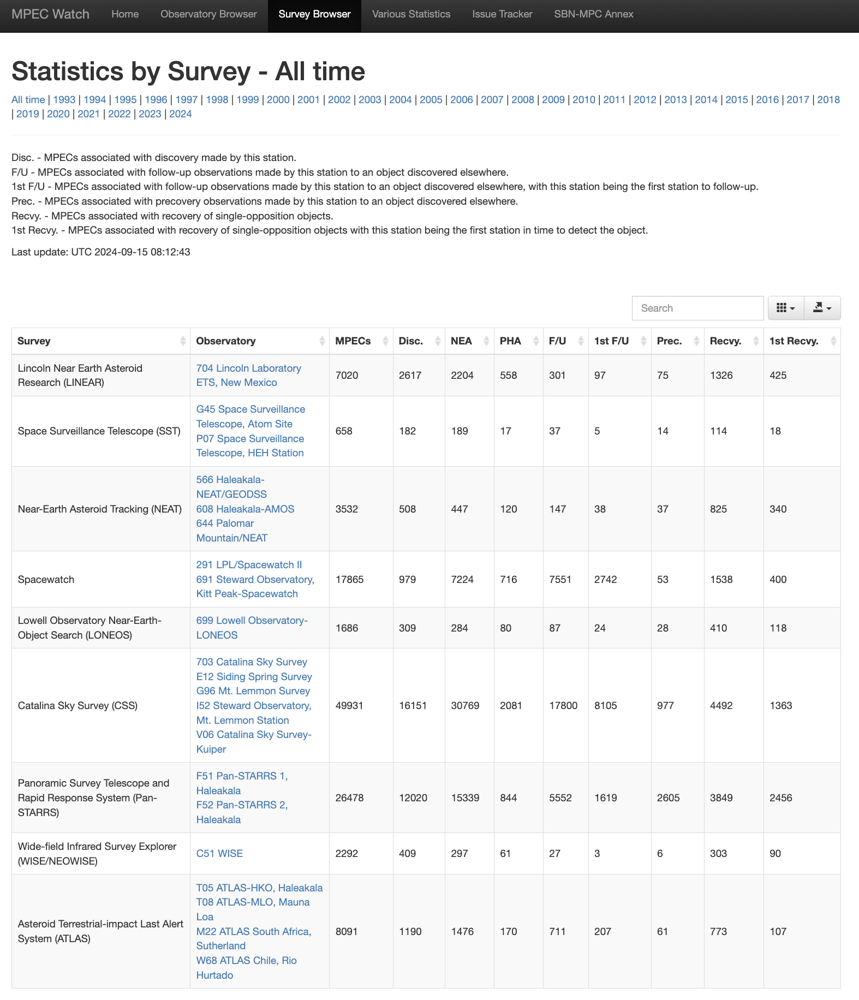 MPEC Watch Home Observatory Browser Survey Browser Various Statistics Issue Tracker SBN-MPC Annex
Statistics by Survey - All time
All time | 1993 | 1994 | 1995 | 1996 | 1997 | 1998 | 1999 | 2000 | 2001 | 2002 | 2003 | 2004 | 2005 | 2006 | 2007 | 2008 | 2009 | 2010 | 2011 | 2012 | 2013 | 2014 | 2015 | 2016 | 2017 | 2018
| 2019 | 2020 | 2021 | 2022 | 2023 | 2024
Disc. - MPECs associated with discovery made by this station.
F/U - MPECs associated with follow-up observations made by this station to an object discovered elsewhere.
1st F/U - MPECs associated with follow-up observations made by this station to an object discovered elsewhere, with this station being the first station to follow-up.
Prec. - MPECs associated with precovery observations made by this station to an object discovered elsewhere.
Recvy. - MPECs associated with recovery of single-opposition objects.
1st Recvy. - MPECs associated with recovery of single-opposition objects with this station being the first station in time to detect the object.
Last update: UTC 2024-09-15 08:12:43
Search
Survey Observatory MPECs Disc. NEA PHA F/U 1st F/U Prec. Recvy. 1st Recvy.
Lincoln Near Earth Asteroid
Research (LINEAR)
704 Lincoln Laboratory
ETS, New Mexico
7020 2617 2204 558 301 97 75 1326 425
Space Surveillance Telescope (SST)
G45 Space Surveillance
Telescope, Atom Site
P07 Space Surveillance
Telescope, HEH Station
658 182 189 17 37 5 14 114 18
Near-Earth Asteroid Tracking (NEAT)
566 Haleakala-
NEAT/GEODSS
608 Haleakala-AMOS
644 Palomar
Mountain/NEAT
3532 508 447 120 147 38 37 825 340
Spacewatch
291 LPL/Spacewatch II
691 Steward Observatory,
Kitt Peak-Spacewatch
17865 979 7224 716 7551 2742 53 1538 400
Lowell Observatory Near-Earth-
Object Search (LONEOS)
699 Lowell Observatory-
LONEOS
1686 309 284 80 87 24 28 410 118
Catalina Sky Survey (CSS)
703 Catalina Sky Survey
E12 Siding Spring Survey
G96 Mt. Lemmon Survey
I52 Steward Observatory,
Mt. Lemmon Station
V06 Catalina Sky Survey-
Kuiper
49931 16151 30769 2081 17800 8105 977 4492 1363
Panoramic Survey Telescope and
Rapid Response System (Pan-
STARRS)
F51 Pan-STARRS 1,
Haleakala
F52 Pan-STARRS 2,
Haleakala
26478 12020 15339 844 5552 1619 2605 3849 2456
Wide-field Infrared Survey Explorer
(WISE/NEOWISE)
C51 WISE
2292 409 297 61 27 3 6 303 90
Asteroid Terrestrial-impact Last Alert
System (ATLAS)
T05 ATLAS-HKO, Haleakala
T08 ATLAS-MLO, Mauna
Loa
M22 ATLAS South Africa,
Sutherland
W68 ATLAS Chile, Rio
Hurtado
8091 1190 1476 170 711 207 61 773 107